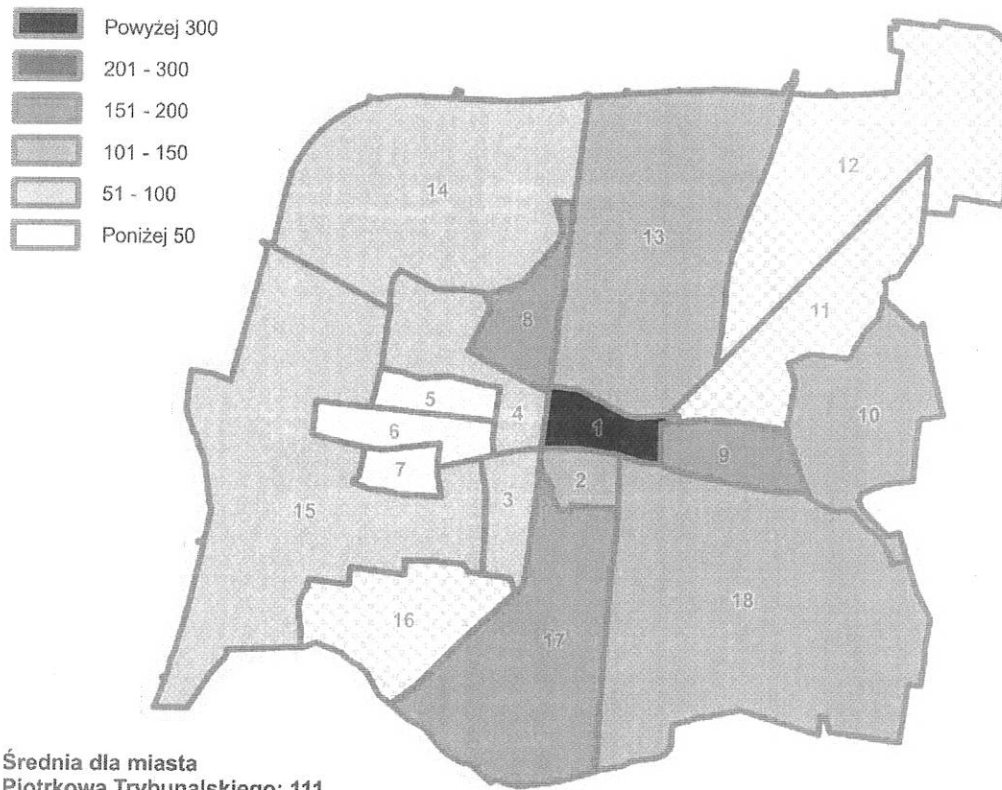 Powyżej 300
201 - 300
151 - 200
101 - 150
51 - 100
Poniżej 50
14
13
12
11
8
10
5
4
6
1
9
7
2
3
15
18
16
17
Średnia dla miasta
Piotrkowa Trybunalskiego: 111